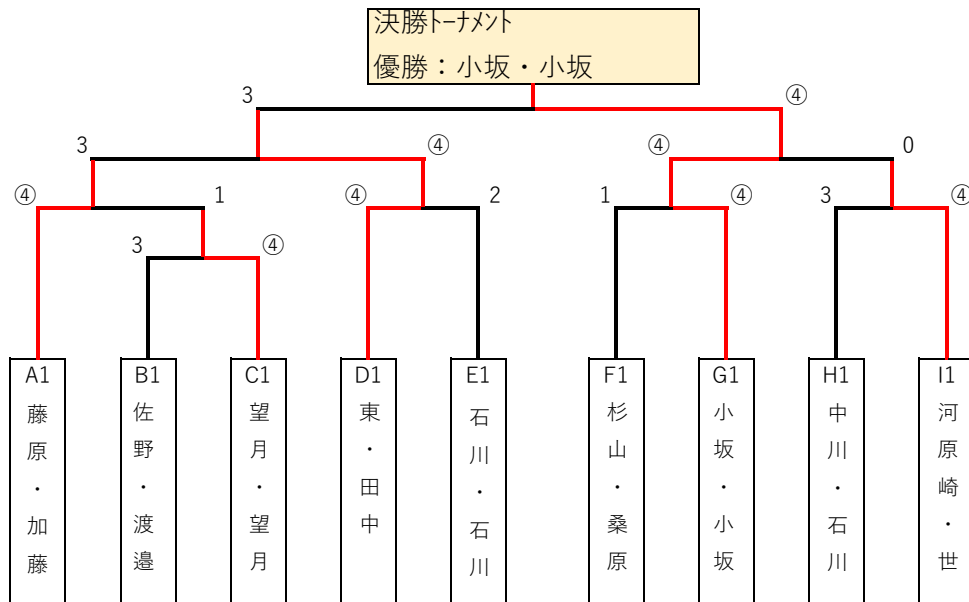 決勝トーナメント
優勝：小坂・小坂
3
④
3
④
④
0
④
1
④
2
1
④
3
④
3
④
A1
藤原・加藤
B1
佐野・渡邉
C1
望月・望月
D1
東・田中
E1
石川・石川
F1
杉山・桑原
G1
小坂・小坂
H1
中川・石川
I1
河原崎・世